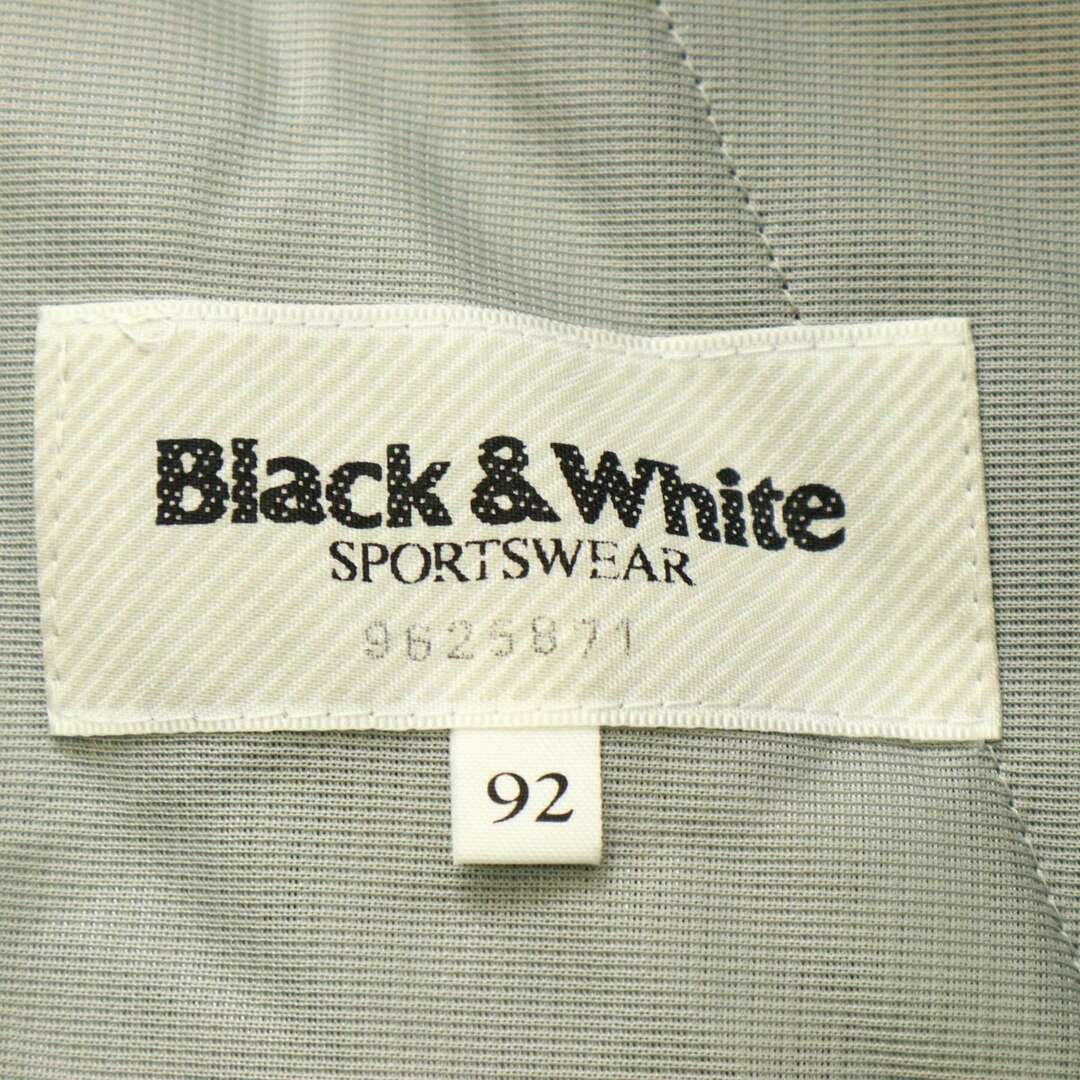 Black & White
SPORTSWEAR
9625871
92